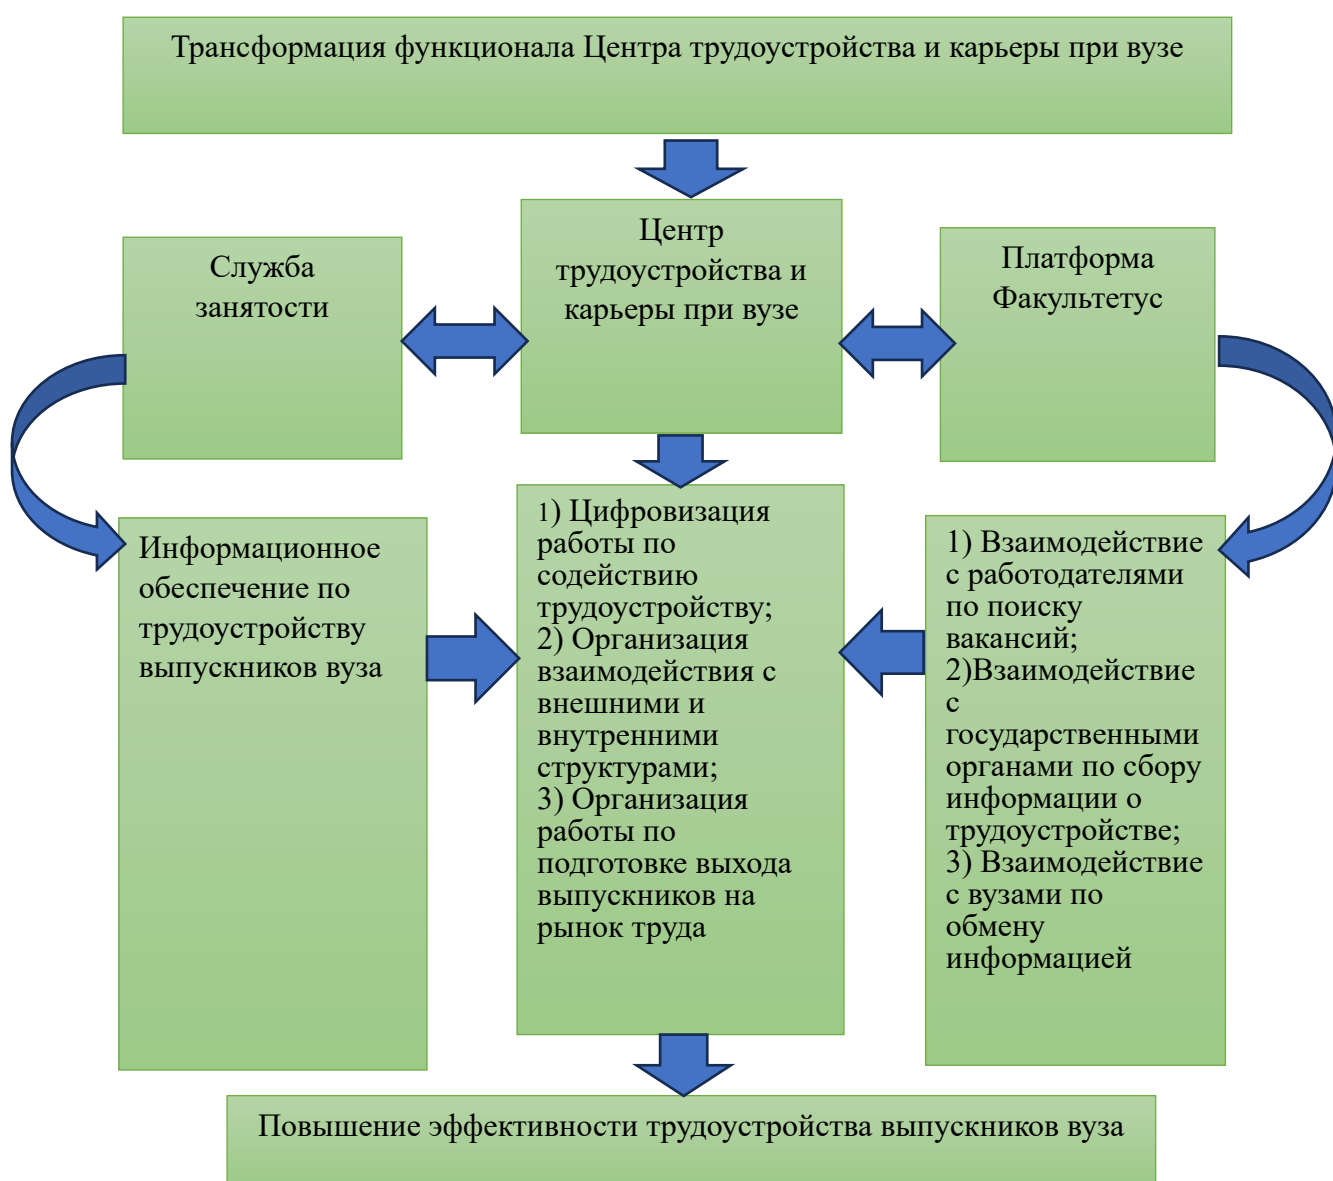 Трансформация функционала Центра трудоустройства и карьеры при вузе
Служба
занятости
Центр
трудоустройства и
карьеры при вузе
Платформа
Факультетус
Информационное
обеспечение по
трудоустройству
выпускников вуза
1) Цифровизация
работы по
содействию
трудоустройству;
2) Организация
взаимодействия с
внешними и
внутренними
структурами;
3) Организация
работы по
подготовке выхода
выпускников на
рынок труда
1) Взаимодействие
с работодателями
по поиску
вакансий;
2)Взаимодействие
с
государственными
органами по сбору
информации о
трудоустройстве;
3) Взаимодействие
с вузами по
обмену
информацией
Повышение эффективности трудоустройства выпускников вуза